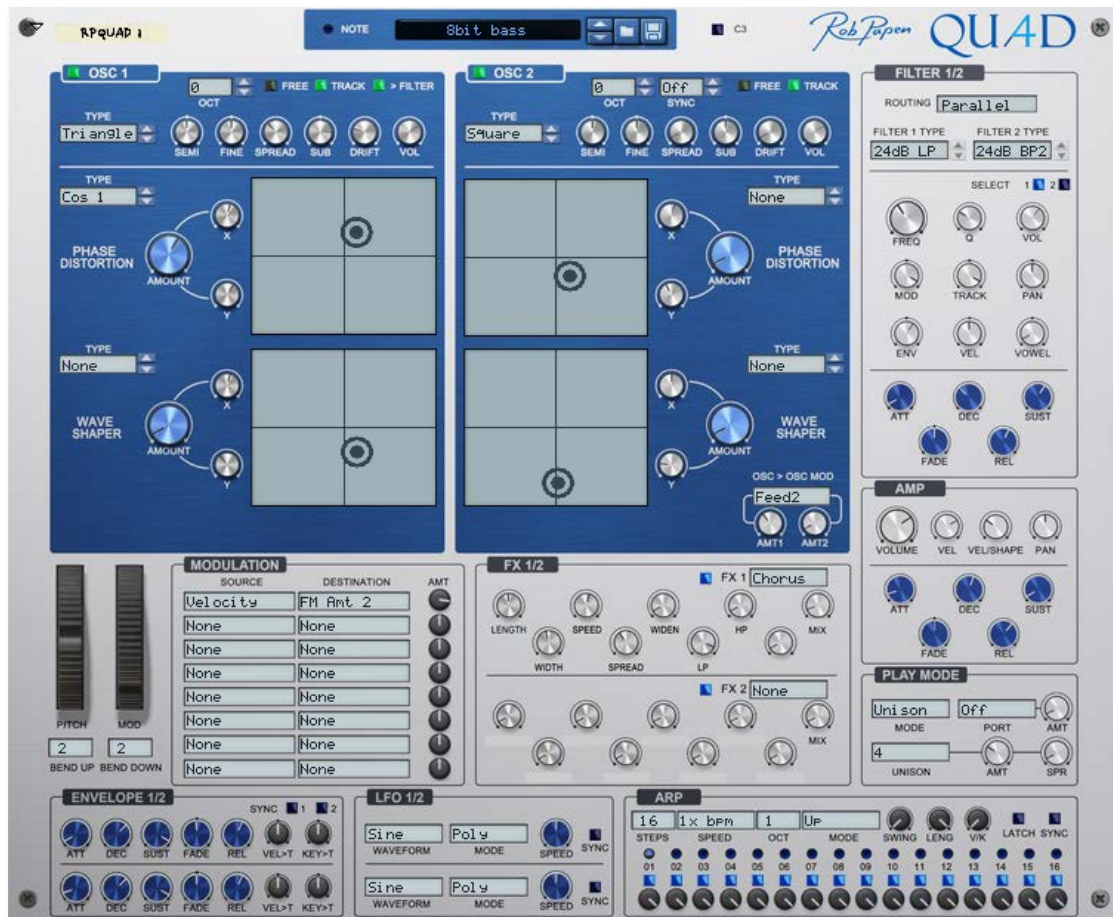 RPQUAD 1
NOTE 8bit bass C3
Rob Papen QUAD
OSC 1
0 FREE TRACK > FILTER
OCT
TYPE
Triangle
SEMI FINE SPREAD SUB DRIFT VOL
TYPE
Cos 1
X
PHASE
DISTORTION
AMOUNT
Y
TYPE
None
X
WAVE
SHAPER
AMOUNT
Y
OSC 2
0 Off FREE TRACK
OCT SYNC
TYPE
Square
SEMI FINE SPREAD SUB DRIFT VOL
TYPE
None
X
PHASE
DISTORTION
AMOUNT
Y
TYPE
None
X
WAVE
SHAPER
AMOUNT
Y
OSC > OSC MOD
Feed2
AMT1 AMT2
FILTER 1/2
ROUTING Parallel
FILTER 1 TYPE FILTER 2 TYPE
24dB LP 24dB BP2
SELECT 1 2
FREQ Q VOL
MOD TRACK PAN
ENV VEL VOWEL
ATT DEC SUST
FADE REL
AMP
VOLUME VEL VEL/SHAPE PAN
ATT DEC SUST
FADE REL
PLAY MODE
Unison Off
MODE PORT AMT
4
UNISON AMT SPR
PITCH MOD
2 2
BEND UP BEND DOWN
MODULATION
SOURCE DESTINATION AMT
Velocity FM Amt 2
None None
None None
None None
None None
None None
None None
None None
FX 1/2
FX 1 Chorus
LENGTH SPEED WIDEN HP MIX
WIDTH SPREAD LP
FX 2 None
MIX
ENVELOPE 1/2
SYNC 1 2
ATT DEC SUST FADE REL VEL>T KEY>T
ATT DEC SUST FADE REL VEL>T KEY>T
LFO 1/2
Sine Poly
WAVEFORM MODE SPEED SYNC
Sine Poly
WAVEFORM MODE SPEED SYNC
ARP
16 1x bpm 1 Up
STEPS SPEED OCT MODE SWING LENG V/K LATCH SYNC
01 02 03 04 05 06 07 08 09 10 11 12 13 14 15 16